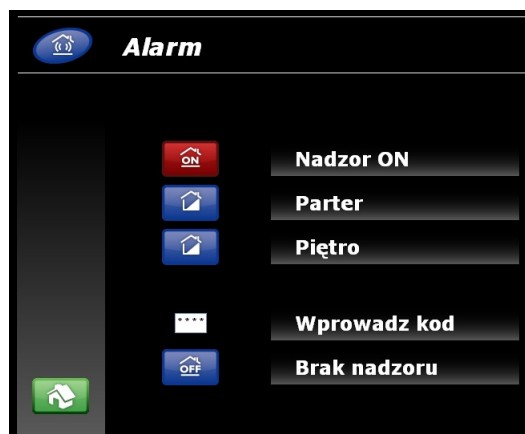 Alarm
ON
Nadzor ON
Parter
Piętro
****
Wprowadz kod
OFF
Brak nadzoru